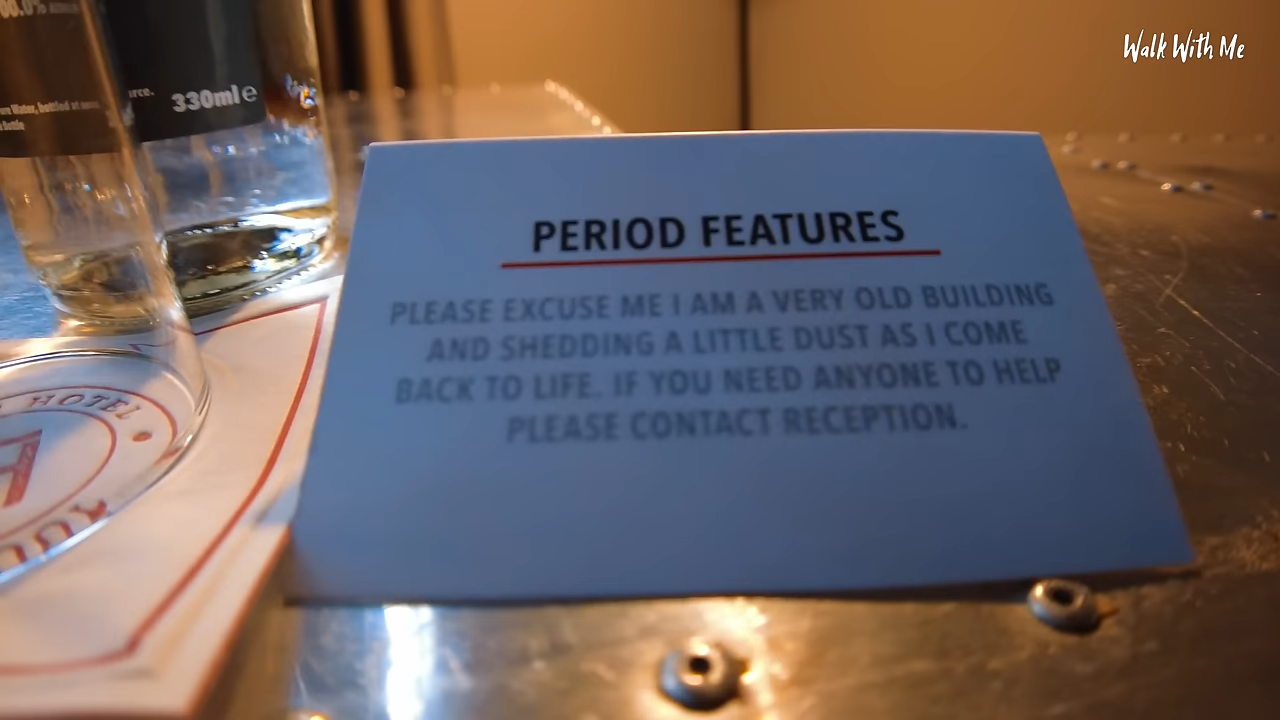 Walk With Me
330ml e
PERIOD FEATURES
PLEASE EXCUSE ME I AM A VERY OLD BUILDING
AND SHEDDING A LITTLE DUST AS I COME
BACK TO LIFE. IF YOU NEED ANYONE TO HELP
PLEASE CONTACT RECEPTION.
HOTEL